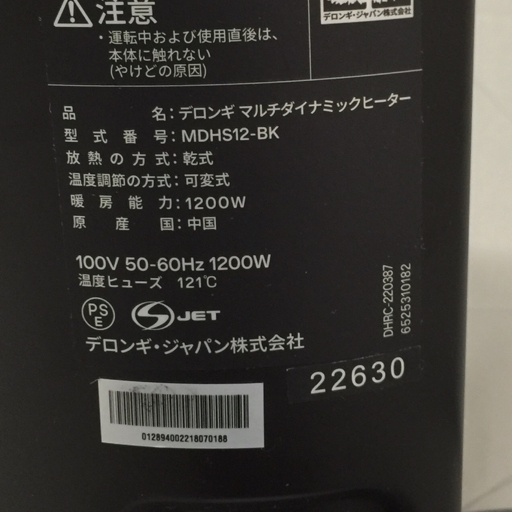 注意
・運転中および使用直後は、
本体に触れない
(やけどの原因)
デロンギ・ジャパン株式会社
品名：デロンギ マルチダイナミックヒーター
型式番号：MDHS12-BK
放熱の方式：乾式
温度調節の方式：可変式
暖房能力：1200W
原産国：中国
100V 50-60Hz 1200W
温度ヒューズ 121℃
PS
E
S JET
デロンギ・ジャパン株式会社
DHRC-220387
6525310182
22630
012894002218070188